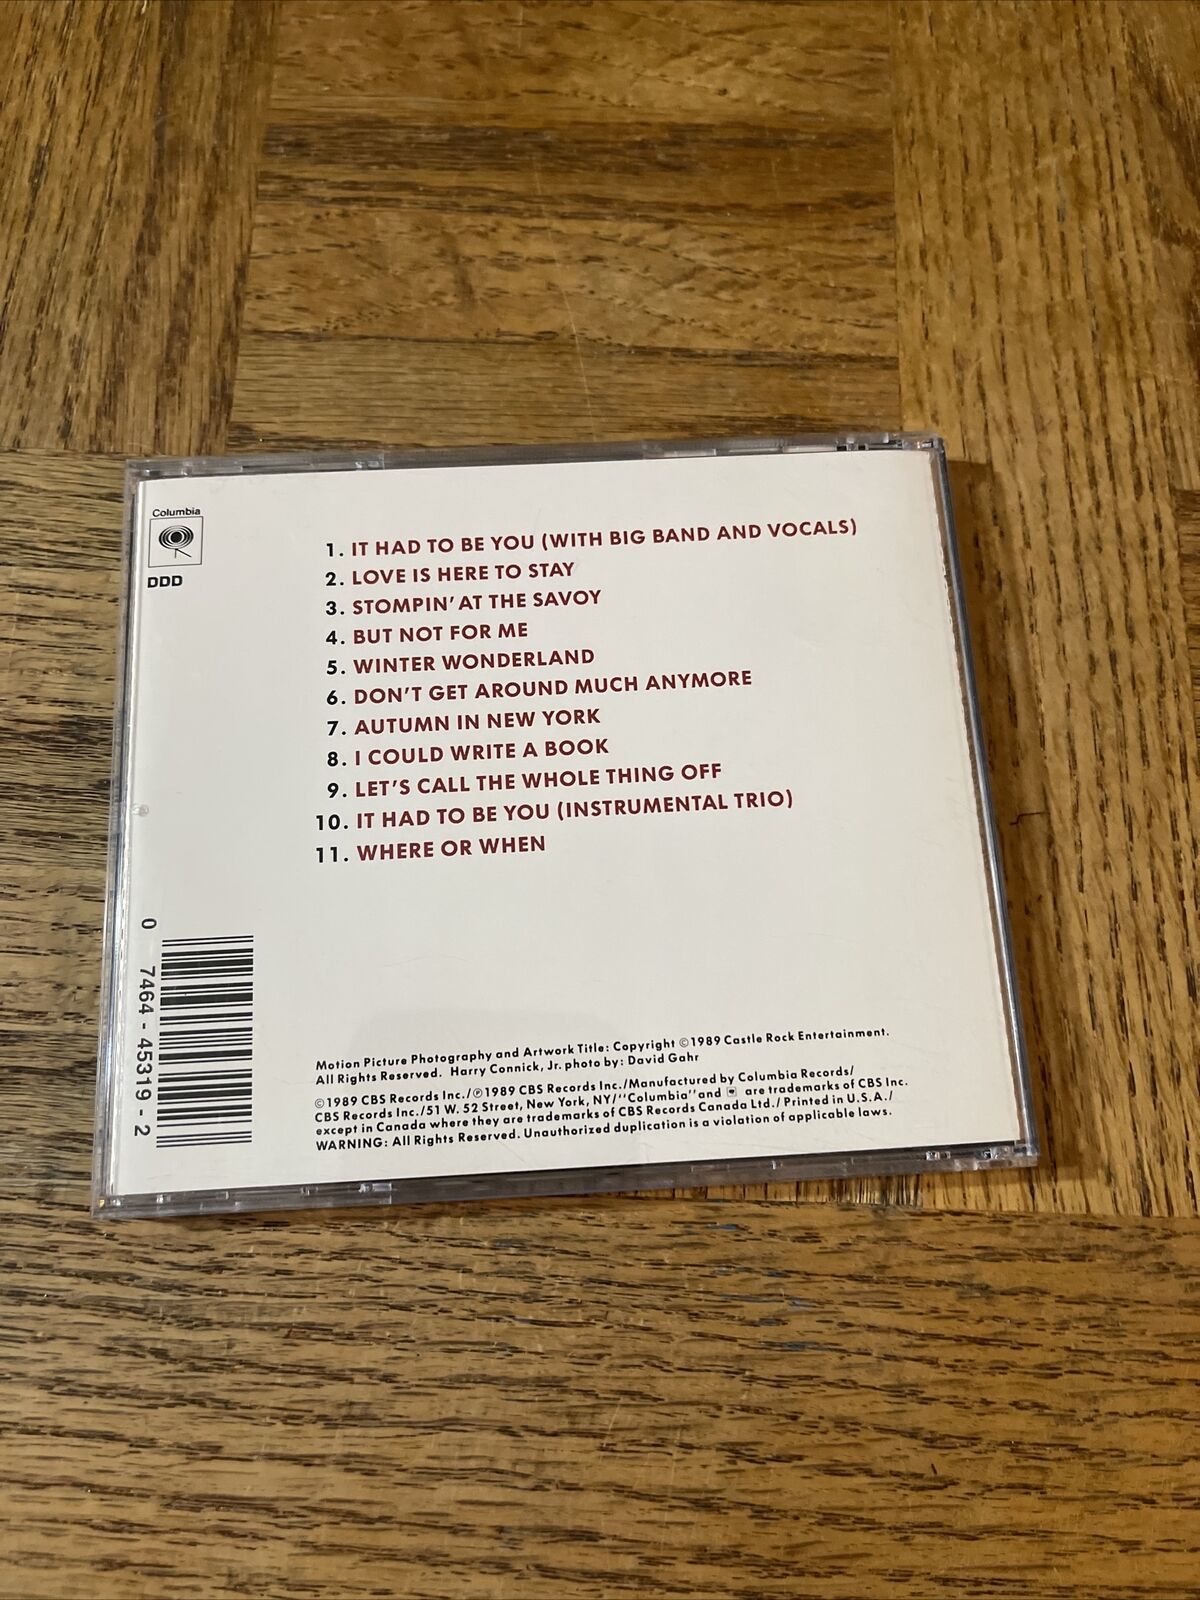 Columbia
DDD
1. IT HAD TO BE YOU (WITH BIG BAND AND VOCALS)
2. LOVE IS HERE TO STAY
3. STOMPIN' AT THE SAVOY
4. BUT NOT FOR ME
5. WINTER WONDERLAND
6. DON'T GET AROUND MUCH ANYMORE
7. AUTUMN IN NEW YORK
8. I COULD WRITE A BOOK
9. LET'S CALL THE WHOLE THING OFF
10. IT HAD TO BE YOU (INSTRUMENTAL TRIO)
11. WHERE OR WHEN
0 7464-45319-2
Motion Picture Photography and Artwork Title: Copyright ©1989 Castle Rock Entertainment.
All Rights Reserved. Harry Connick, Jr. photo by: David Gahr
©1989 CBS Records Inc./℗1989 CBS Records Inc./Manufactured by Columbia Records/
CBS Records Inc./51 W. 52 Street, New York, NY/"Columbia" and are trademarks of CBS Inc.
except in Canada where they are trademarks of CBS Records Canada Ltd./Printed in U.S.A./
WARNING: All Rights Reserved. Unauthorized duplication is a violation of applicable laws.